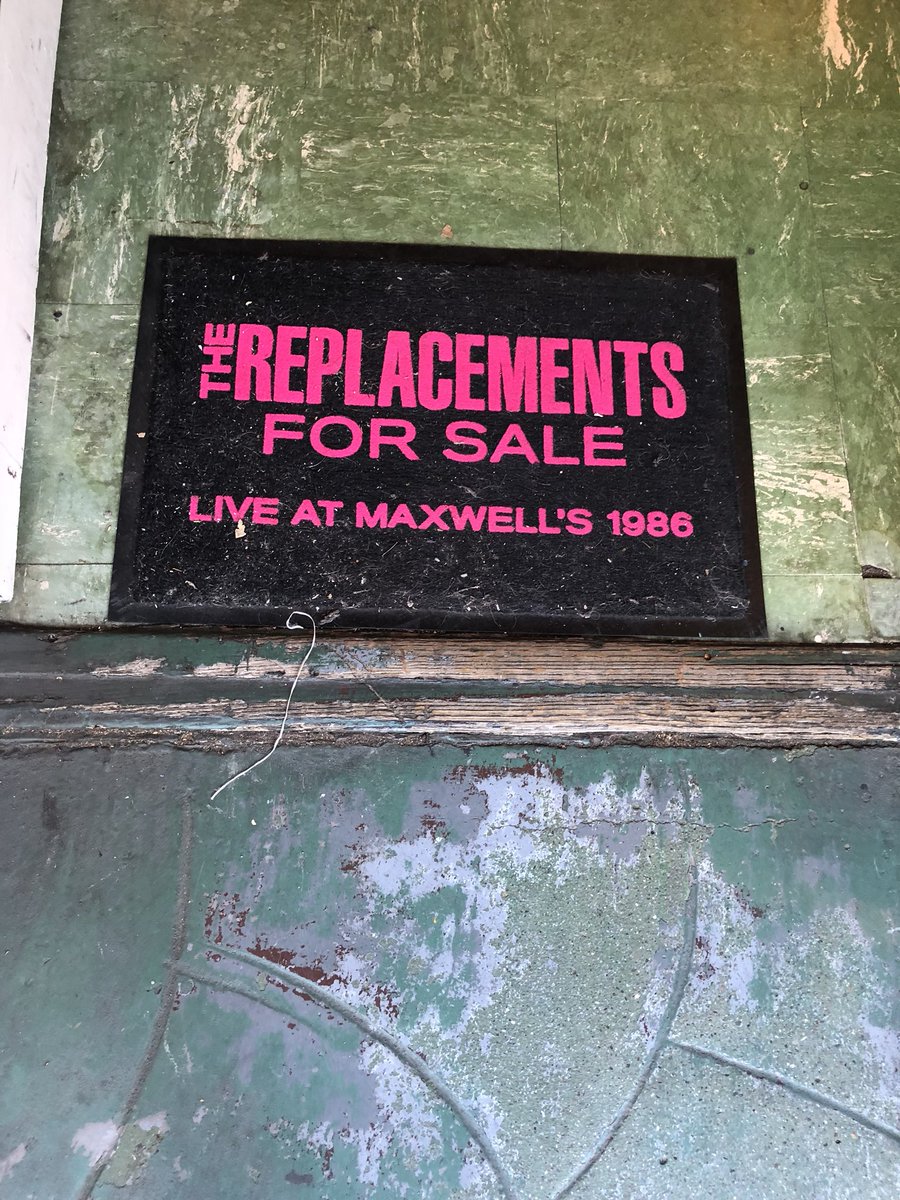 THE REPLACEMENTS
FOR SALE
LIVE AT MAXWELL'S 1986